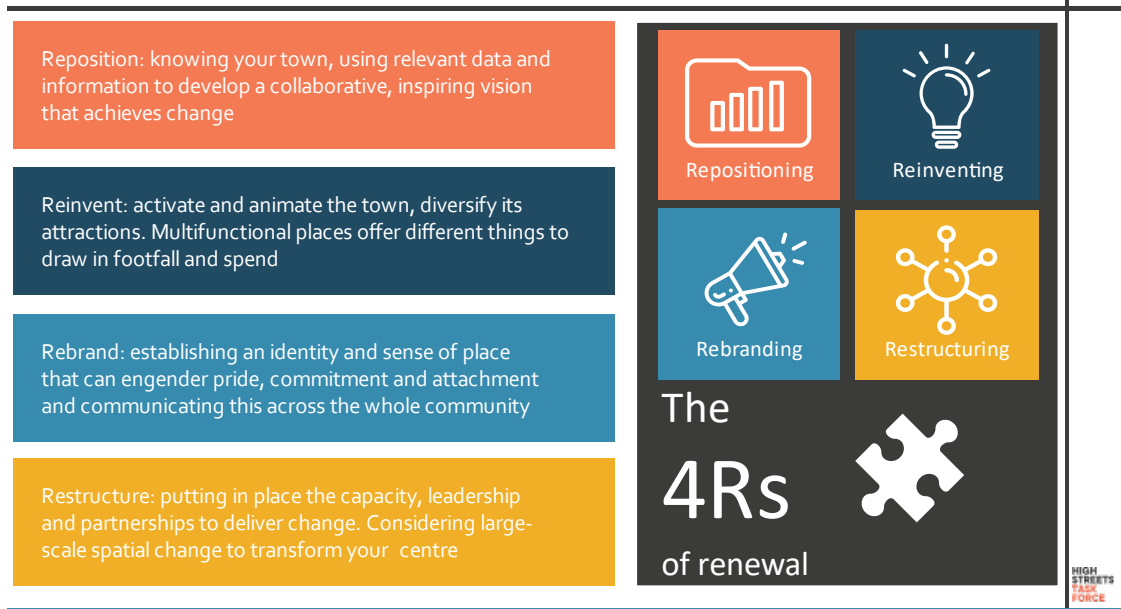 Reposition: knowing your town, using relevant data and
information to develop a collaborative, inspiring vision
that achieves change
Reinvent: activate and animate the town, diversify its
attractions. Multifunctional places offer different things to
draw in footfall and spend
Rebrand: establishing an identity and sense of place
that can engender pride, commitment and attachment
and communicating this across the whole community
Restructure: putting in place the capacity, leadership
and partnerships to deliver change. Considering large-
scale spatial change to transform your  centre
Repositioning
Reinventing
Rebranding
Restructuring
The
4Rs
of renewal
HIGH
STREETS
TASK
FORCE